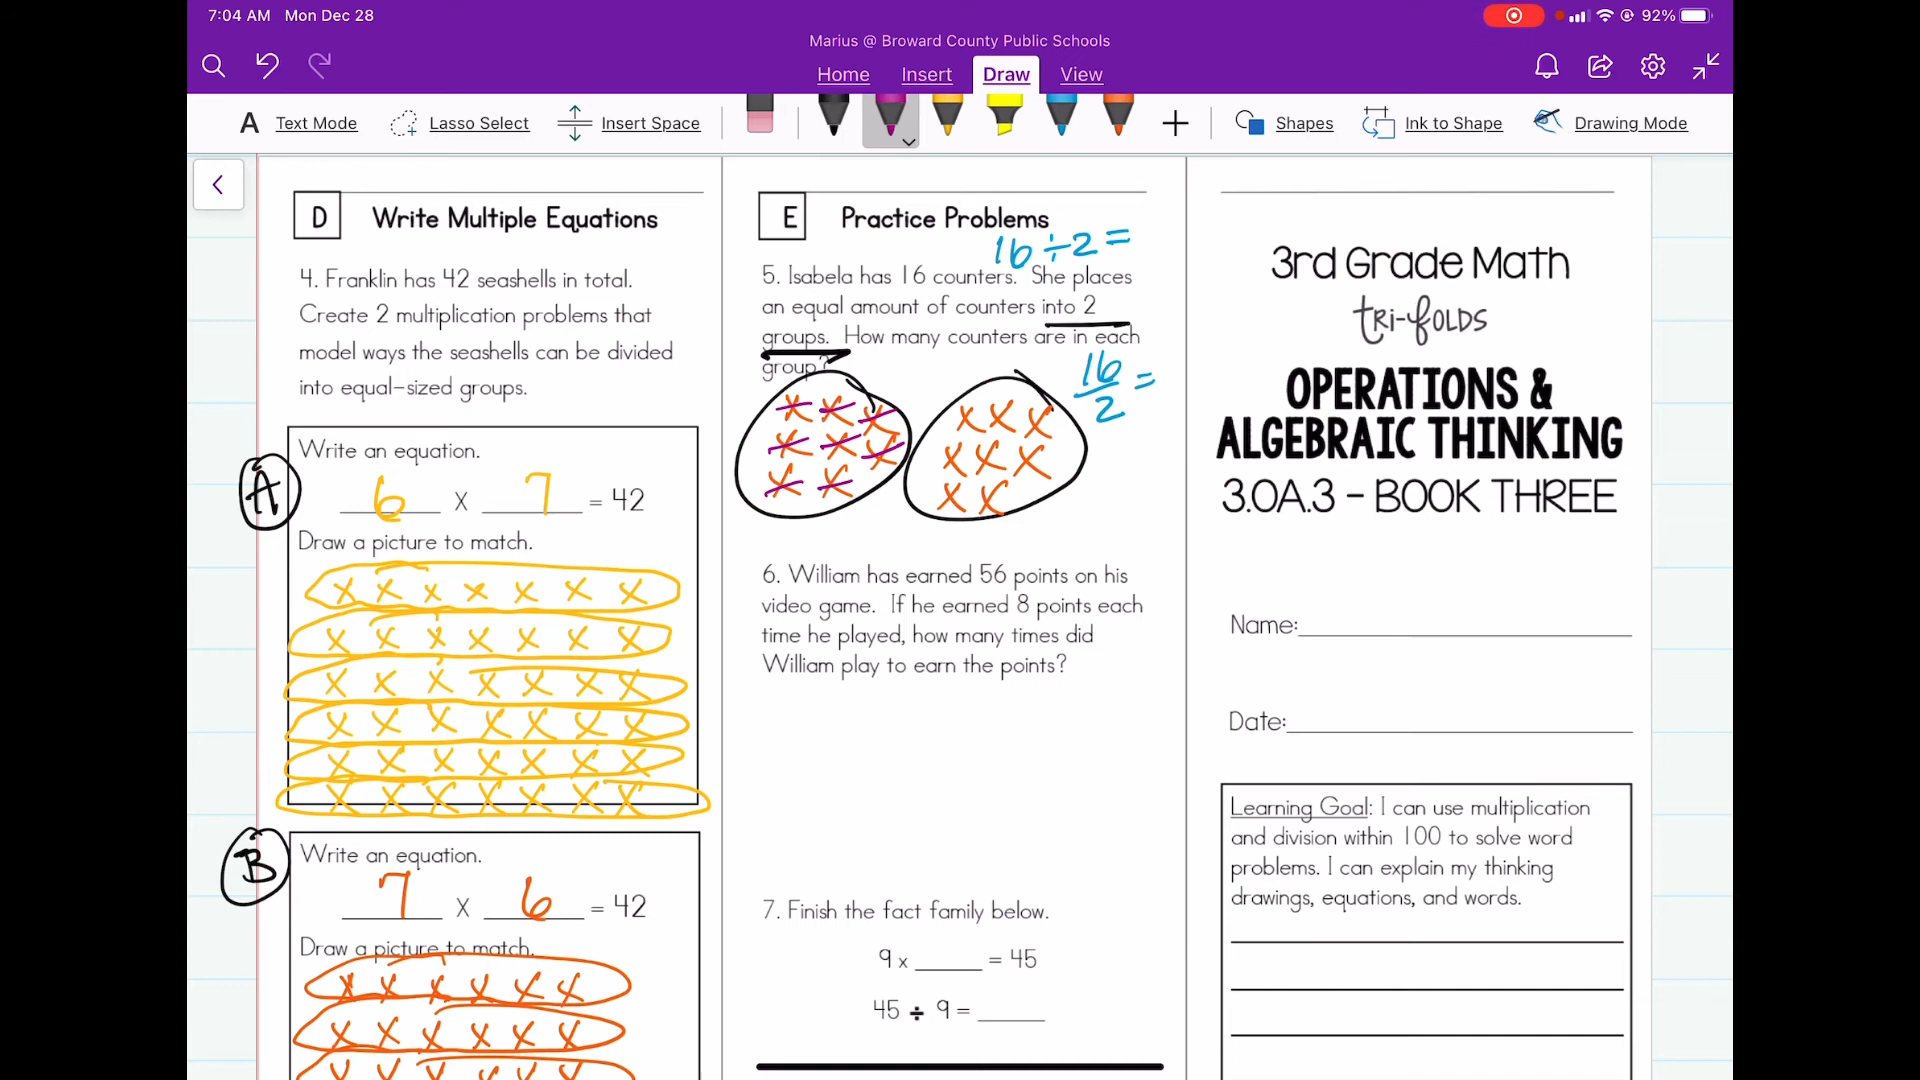 7:04 AM Mon Dec 28
92%
Marius @ Broward County Public Schools
Home Insert Draw View
A Text Mode Lasso Select Insert Space Shapes Ink to Shape Drawing Mode
D Write Multiple Equations
4. Franklin has 42 seashells in total.
Create 2 multiplication problems that
model ways the seashells can be divided
into equal-sized groups.
A
Write an equation.
6 X 7 = 42
Draw a picture to match.
X X X X X X X
X X X X X X X
X X X X X X X
X X X X X X X
X X X X X X X
X X X X X X X
B
Write an equation.
7 X 6 = 42
Draw a picture to match.
X X X X X X
X X X X X X
X X X X X X
E Practice Problems
16 ÷ 2 =
5. Isabela has 16 counters. She places
an equal amount of counters into 2
groups. How many counters are in each
group?
16/2 =
X X X X X X
X X X X X X
X X X X
6. William has earned 56 points on his
video game. If he earned 8 points each
time he played, how many times did
William play to earn the points?
7. Finish the fact family below.
9 x ______ = 45
45 ÷ 9 = ______
3rd Grade Math
tri-folds
OPERATIONS &
ALGEBRAIC THINKING
3.OA.3 - BOOK THREE
Name:______
Date:______
Learning Goal: I can use multiplication
and division within 100 to solve word
problems. I can explain my thinking
drawings, equations, and words.